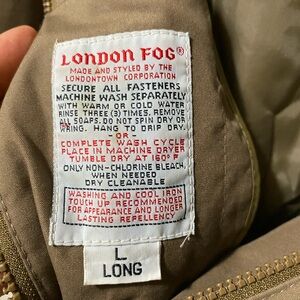 LONDON FOG®
MADE AND STYLED BY THE
LONDONTOWN CORPORATION
SECURE ALL FASTENERS
MACHINE WASH SEPARATELY
WITH WARM OR COLD WATER
RINSE THREE (3) TIMES. REMOVE
ALL SOAPS. DO NOT SPIN DRY OR
WRING. HANG TO DRIP DRY.
- OR -
COMPLETE WASH CYCLE
PLACE IN MACHINE DRYER
TUMBLE DRY AT 160° F
ONLY NON-CHLORINE BLEACH,
WHEN NEEDED
DRY CLEANABLE
WASHING AND COOL IRON
TOUCH UP RECOMMENDED
FOR APPEARANCE AND LONGER
LASTING REPELLENCY
L
LONG